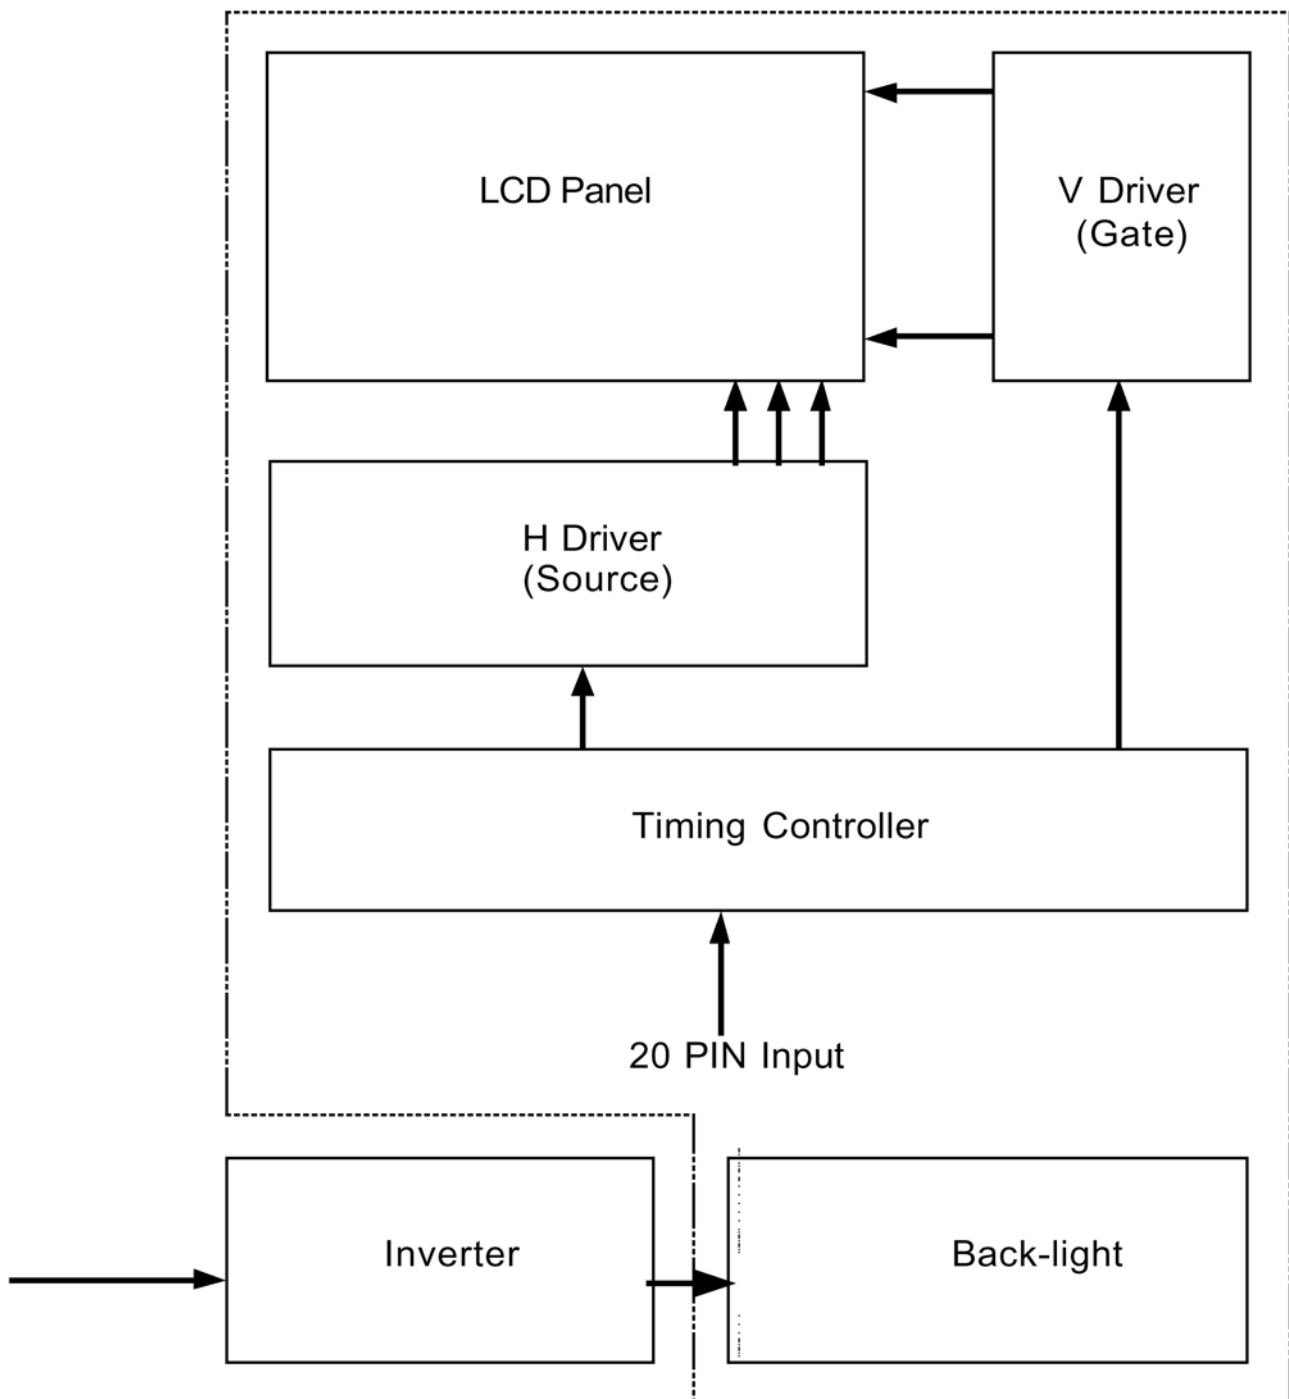 LCD Panel
V Driver
(Gate)
H Driver
(Source)
Timing Controller
20 PIN Input
Inverter
Back-light